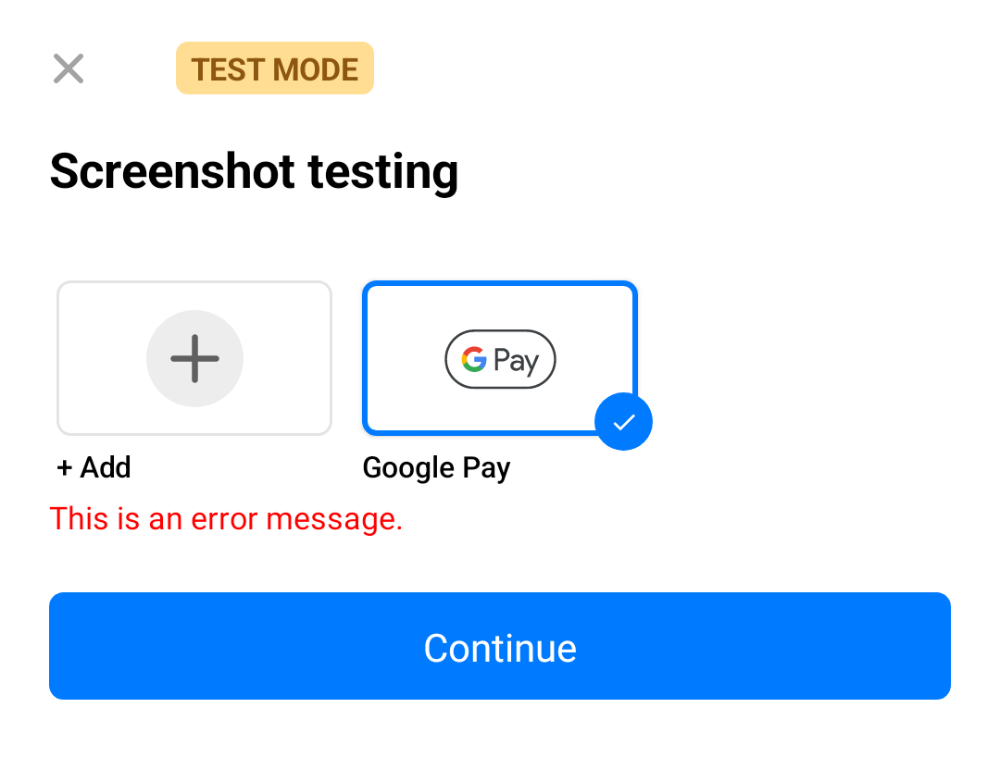 TEST MODE
Screenshot testing
G Pay
+ Add
Google Pay
This is an error message.
Continue